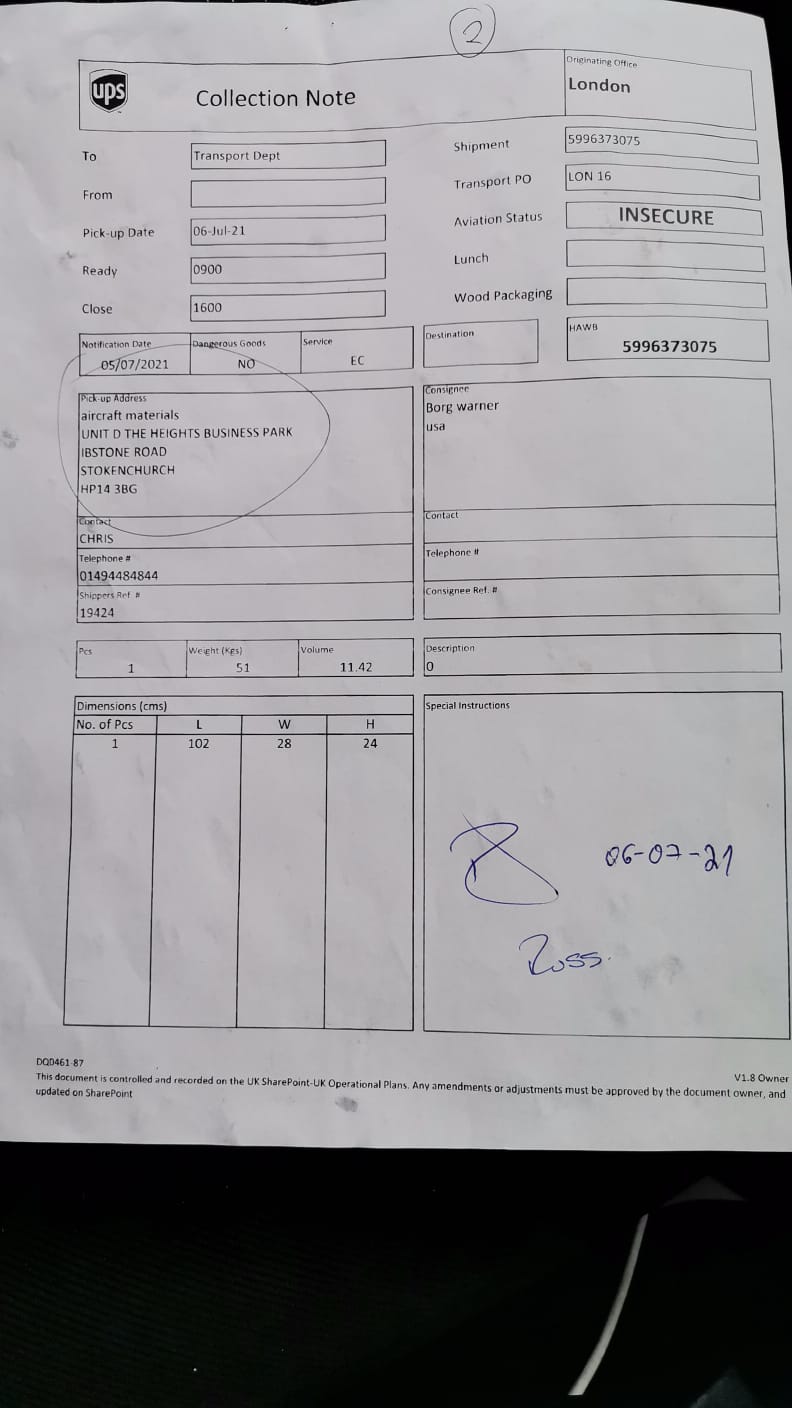 2
ups
Collection Note
Originating Office
London
To
Transport Dept
From
Pick-up Date
06-Jul-21
Ready
0900
Close
1600
Shipment
5996373075
Transport PO
LON 16
Aviation Status
INSECURE
Lunch
Wood Packaging
Notification Date
05/07/2021
Dangerous Goods
NO
Service
EC
Destination
HAWB
5996373075
Pick-up Address
aircraft materials
UNIT D THE HEIGHTS BUSINESS PARK
IBSTONE ROAD
STOKENCHURCH
HP14 3BG
Contact
CHRIS
Telephone #
01494484844
Shippers Ref #
19424
Consignee
Borg warner
usa
Contact
Telephone #
Consignee Ref. #
Pcs
1
Weight (Kgs)
51
Volume
11.42
Description
0
Dimensions (cms)
No. of Pcs L W H
1 102 28 24
Special Instructions
06-07-21
Ross.
DQD461-87
V1.8 Owner
This document is controlled and recorded on the UK SharePoint-UK Operational Plans. Any amendments or adjustments must be approved by the document owner, and
updated on SharePoint